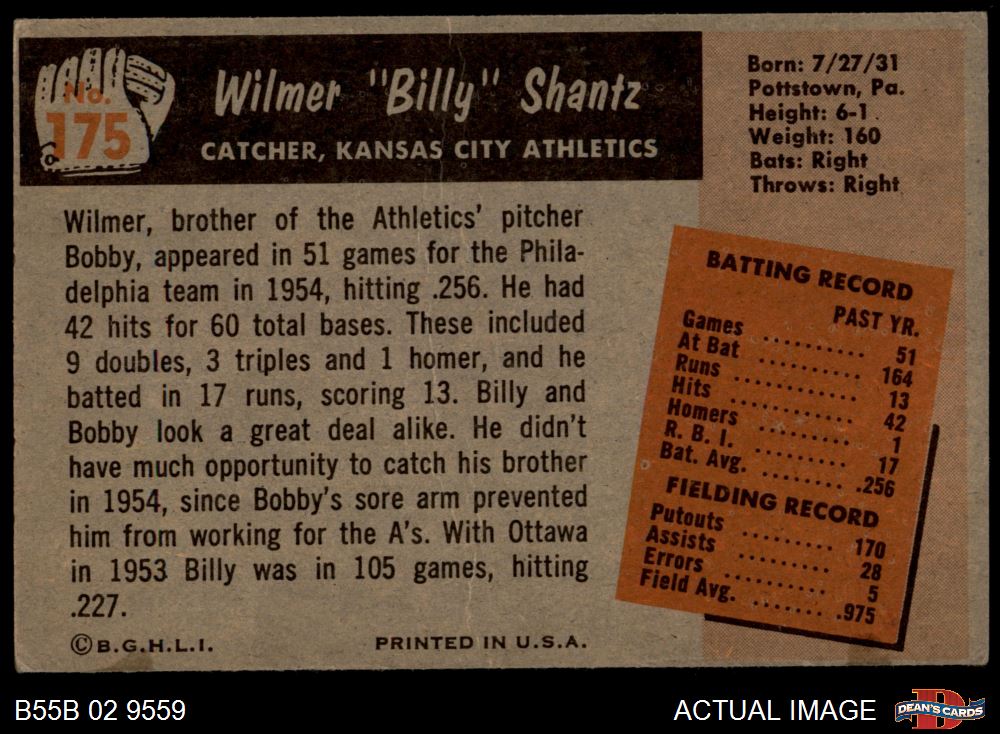 No.
175
Wilmer "Billy" Shantz
CATCHER, KANSAS CITY ATHLETICS
Born: 7/27/31
Pottstown, Pa.
Height: 6-1
Weight: 160
Bats: Right
Throws: Right
Wilmer, brother of the Athletics' pitcher
Bobby, appeared in 51 games for the Phila-
delphia team in 1954, hitting .256. He had
42 hits for 60 total bases. These included
9 doubles, 3 triples and 1 homer, and he
batted in 17 runs, scoring 13. Billy and
Bobby look a great deal alike. He didn't
have much opportunity to catch his brother
in 1954, since Bobby's sore arm prevented
him from working for the A's. With Ottawa
in 1953 Billy was in 105 games, hitting
.227.
BATTING RECORD
PAST YR.
Games .......... 51
At Bat .......... 164
Runs .......... 13
Hits .......... 42
Homers .......... 1
R. B. I. .......... 17
Bat. Avg. ........ .256
FIELDING RECORD
Putouts ......... 170
Assists ......... 28
Errors ......... 5
Field Avg. ....... .975
©B.G.H.L.I.
PRINTED IN U.S.A.
B55B 02 9559
ACTUAL IMAGE
DEAN'S CARDS